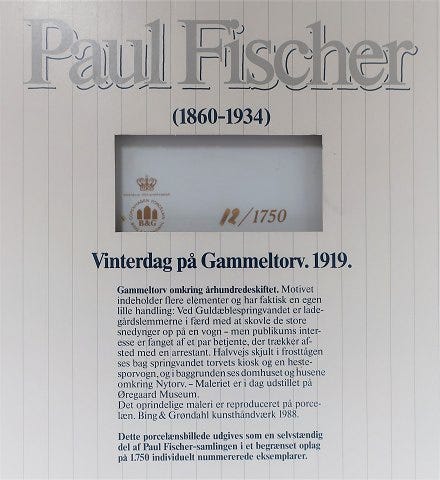 Paul Fischer
(1860-1934)
B&G
12/1750
Vinterdag på Gammeltorv. 1919.
Gammeltorv omkring århundredeskiftet. Motivet
indeholder flere elementer og har faktisk en egen
lille handling: Ved Guldæblespringvandet er lade-
gårdslemmerne i færd med at skovle de store
snedynger op på en vogn – men publikums inter-
esse er fanget af et par betjente, der trækker af-
sted med en arrestant. Halvvejs skjult i frosttågen
ses bag springvandet torvets kiosk og en heste-
sporvogn, og i baggrunden ses domhuset og husene
omkring Nytorv. – Maleriet er i dag udstillet på
Øregaard Museum.
Det oprindelige maleri er reproduceret på porce-
læn. Bing & Grøndahl kunsthåndværk 1988.
Dette porcelænsbillede udgives som en selvstændig
del af Paul Fischer-samlingen i et begrænset oplag
på 1.750 individuelt nummererede eksemplarer.